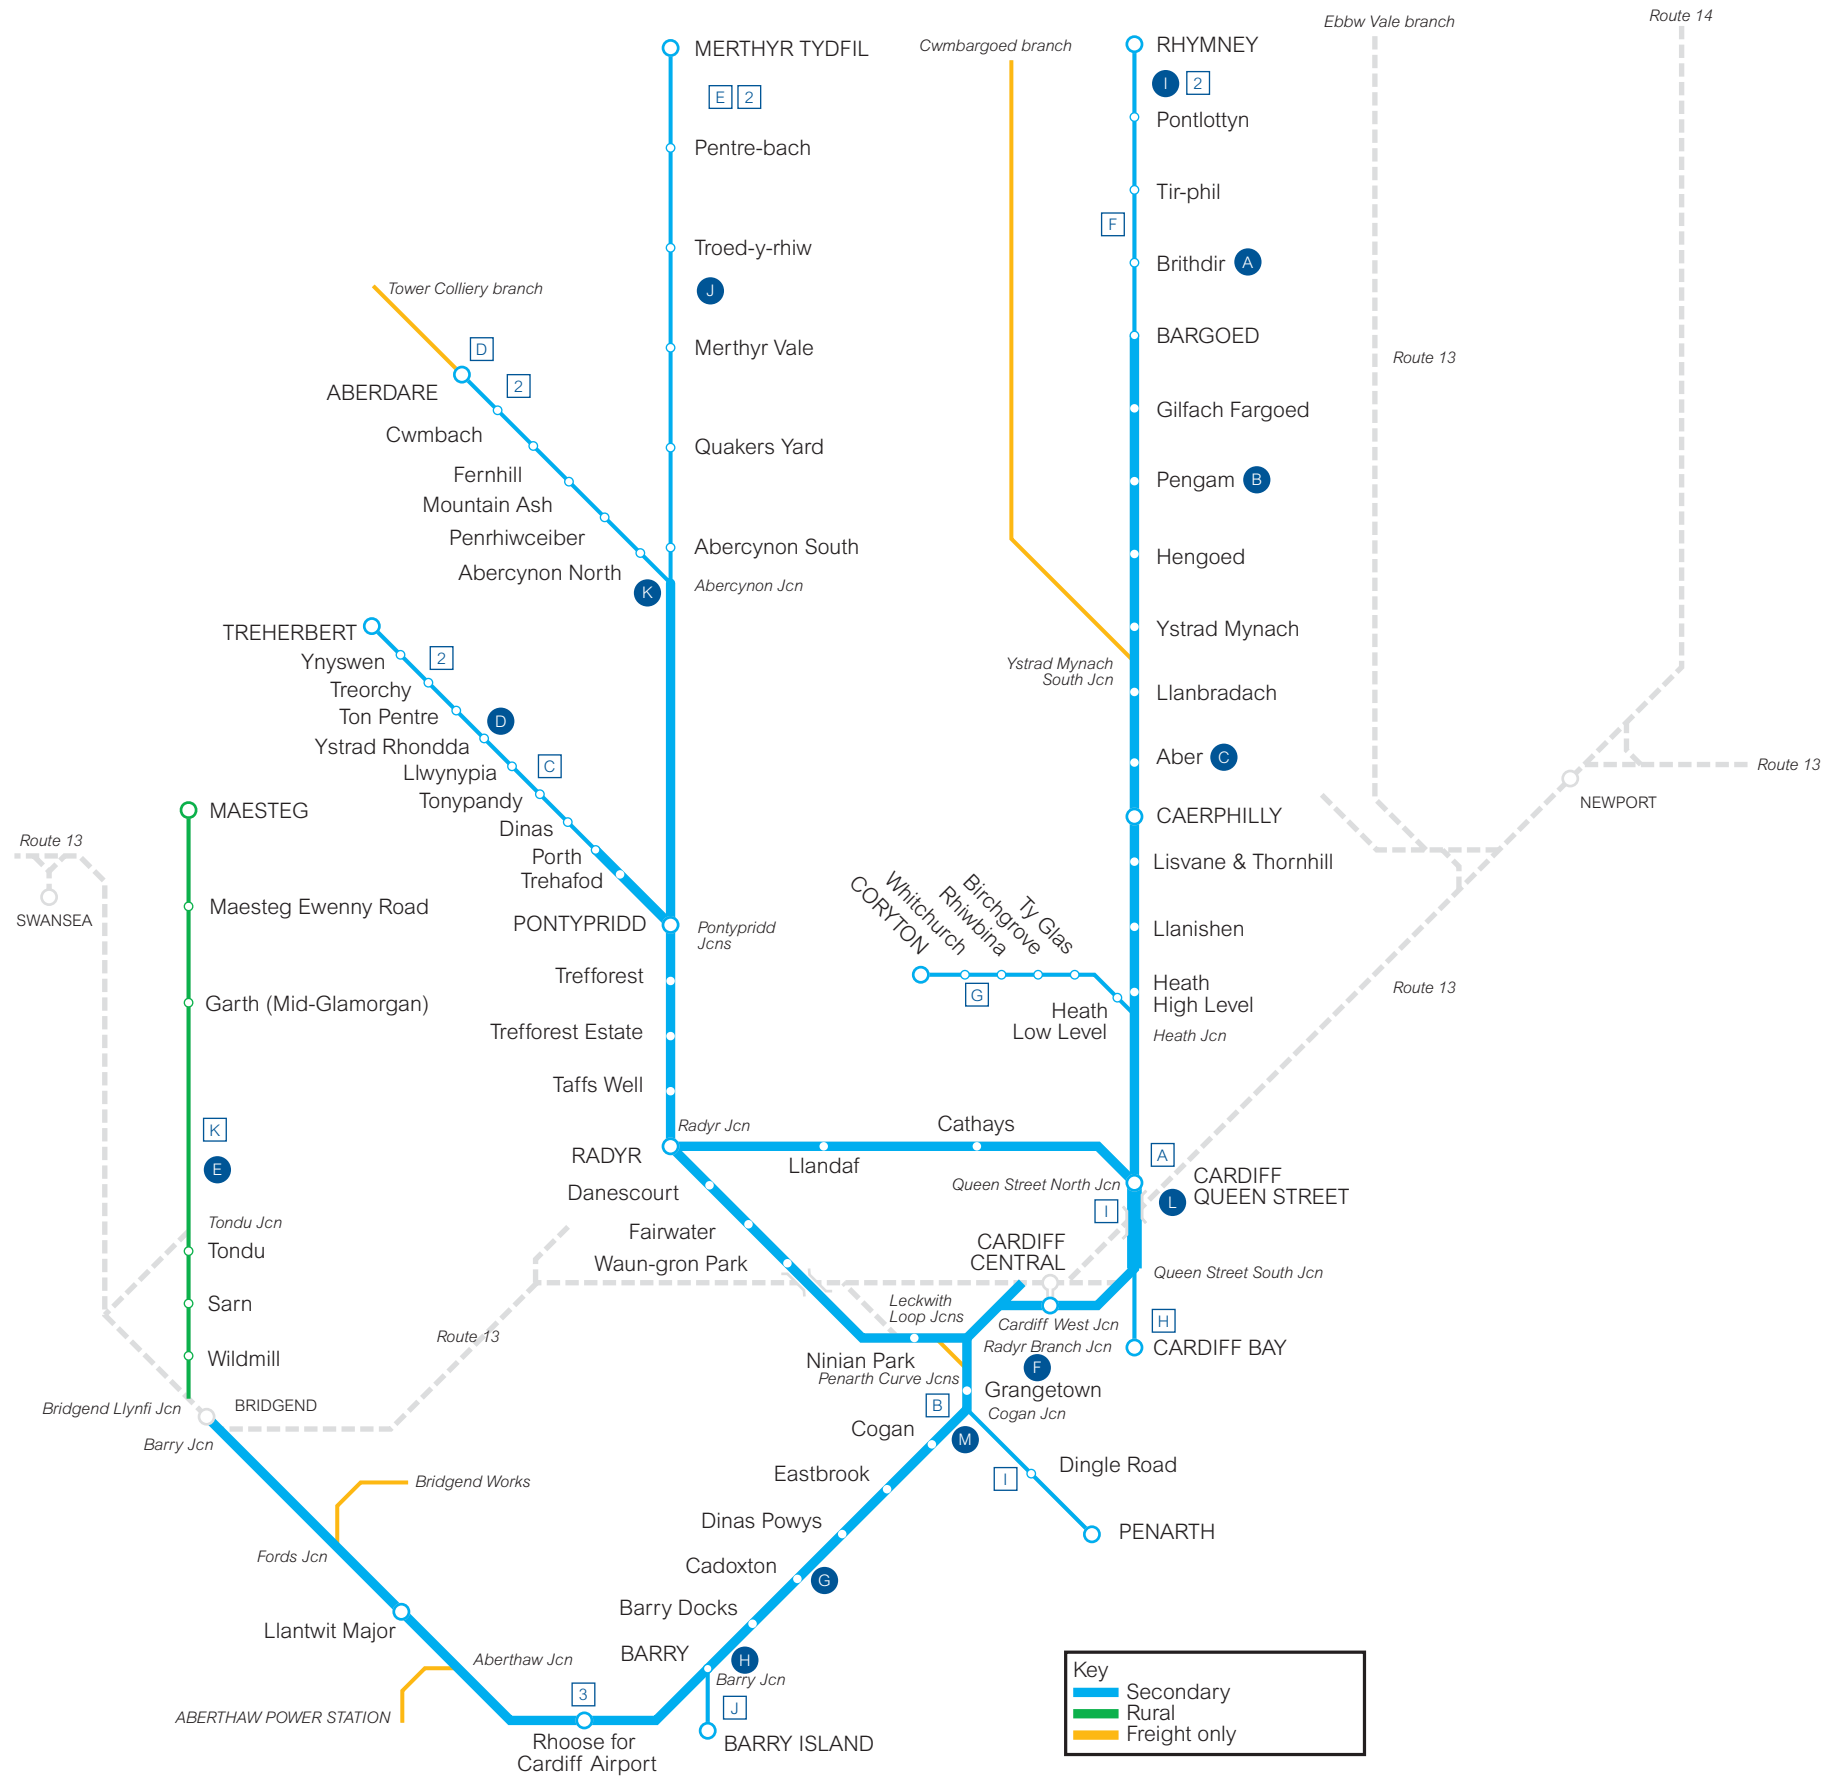 Ebbw Vale branch
Route 14
Cwmbargoed branch
MERTHYR TYDFIL
RHYMNEY
E 2
I 2
Pentre-bach
Pontlottyn
Tir-phil
F
Troed-y-rhiw
Brithdir A
J
Tower Colliery branch
BARGOED
Merthyr Vale
D
Route 13
2
ABERDARE
Gilfach Fargoed
Cwmbach
Quakers Yard
Fernhill
Pengam B
Mountain Ash
Penrhiwceiber
Abercynon South
Hengoed
Abercynon North
K
Abercynon Jcn
TREHERBERT
Ystrad Mynach
Ynyswen
2
Ystrad Mynach
South Jcn
Treorchy
Llanbradach
Ton Pentre
D
Ystrad Rhondda
Aber C
Llwynypia
C
Route 13
Tonypandy
NEWPORT
MAESTEG
CAERPHILLY
Dinas
Route 13
Porth
Lisvane & Thornhill
Trehafod
SWANSEA
Maesteg Ewenny Road
CORYTON
Whitchurch
Rhiwbina
Birchgrove
Ty Glas
PONTYPRIDD
Pontypridd
Jcns
Llanishen
Trefforest
Heath
High Level
G
Route 13
Garth (Mid-Glamorgan)
Heath
Low Level
Trefforest Estate
Heath Jcn
Taffs Well
K
Radyr Jcn
Cathays
RADYR
Llandaf
A
E
CARDIFF
QUEEN STREET
Queen Street North Jcn
Danescourt
L
I
Tondu Jcn
Fairwater
Tondu
CARDIFF
CENTRAL
Waun-gron Park
Queen Street South Jcn
Sarn
Leckwith
Loop Jcns
Cardiff West Jcn
H
Route 13
Radyr Branch Jcn
CARDIFF BAY
Wildmill
Ninian Park
F
Penarth Curve Jcns
Grangetown
Bridgend Llynfi Jcn
BRIDGEND
B
Cogan Jcn
Barry Jcn
Cogan
M
Dingle Road
Eastbrook
I
Bridgend Works
Dinas Powys
PENARTH
Fords Jcn
Cadoxton
G
Barry Docks
Llantwit Major
BARRY
H
Aberthaw Jcn
Barry Jcn
3
J
ABERTHAW POWER STATION
Rhoose for
Cardiff Airport
BARRY ISLAND
Key
Secondary
Rural
Freight only